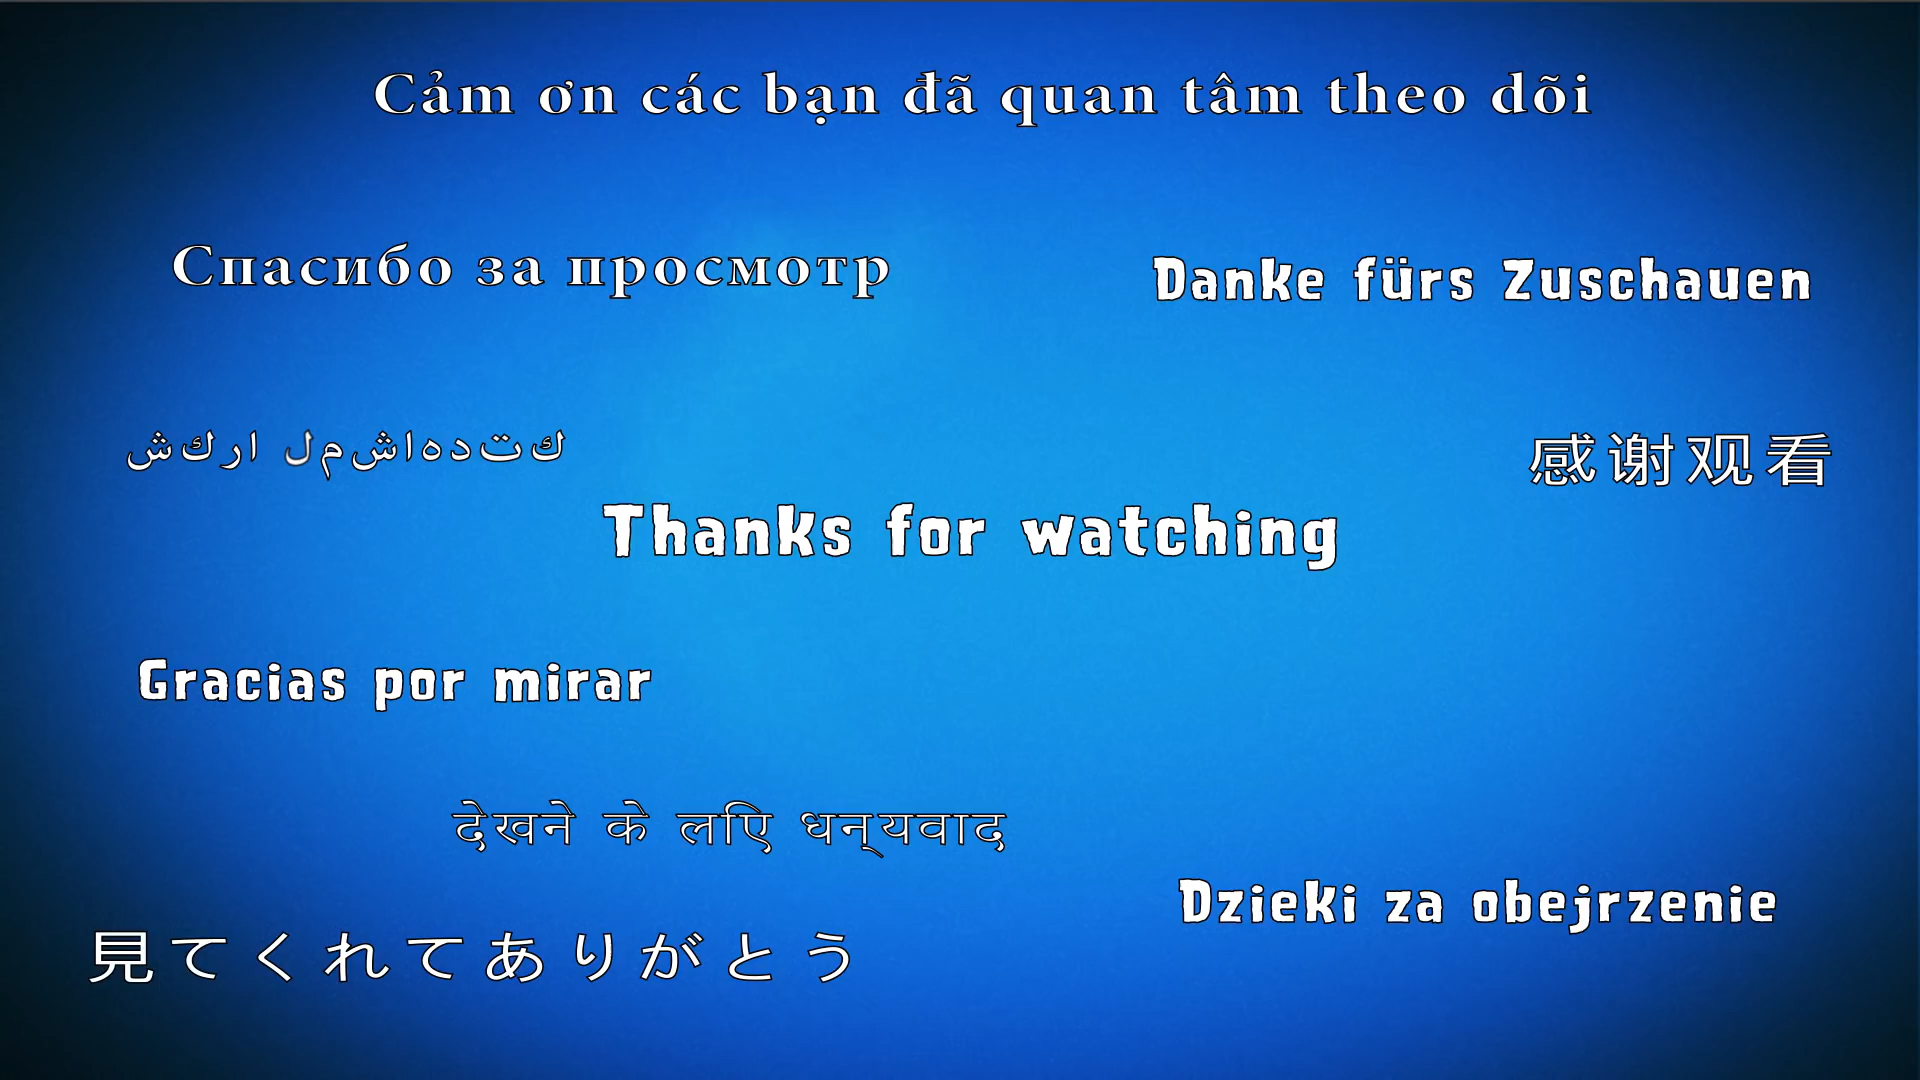 Cảm ơn các bạn đã quan tâm theo dõi
Спасибо за просмотр
Danke fürs Zuschauen
شكرا لمشاهدتك
感谢观看
Thanks for watching
Gracias por mirar
देखने के लिए धन्यवाद
Dzieki za obejrzenie
見てくれてありがとう